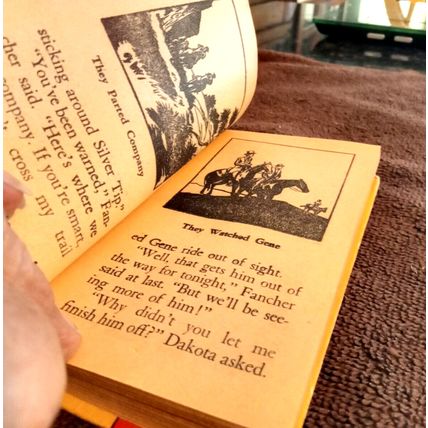 They Parted Company
sticking around Silver Tip,"
"You've been warned," Fan-
cher said. "Here's where we
company. If you're smart,
cross my trail
They Watched Gene
ed Gene ride out of sight.
"Well, that gets him out of
the way for tonight," Fancher
said at last. "But we'll be see-
ing more of him!"
"Why didn't you let me
finish him off?" Dakota asked.